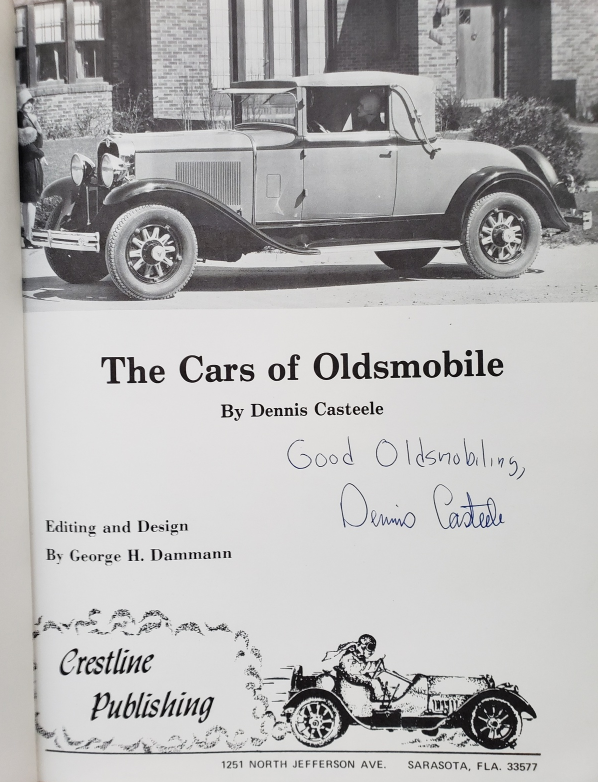 The Cars of Oldsmobile
By Dennis Casteele
Good Oldsmobiling,
Dennis Casteele
Editing and Design
By George H. Dammann
Crestline
Publishing
1251 NORTH JEFFERSON AVE. SARASOTA, FLA. 33577